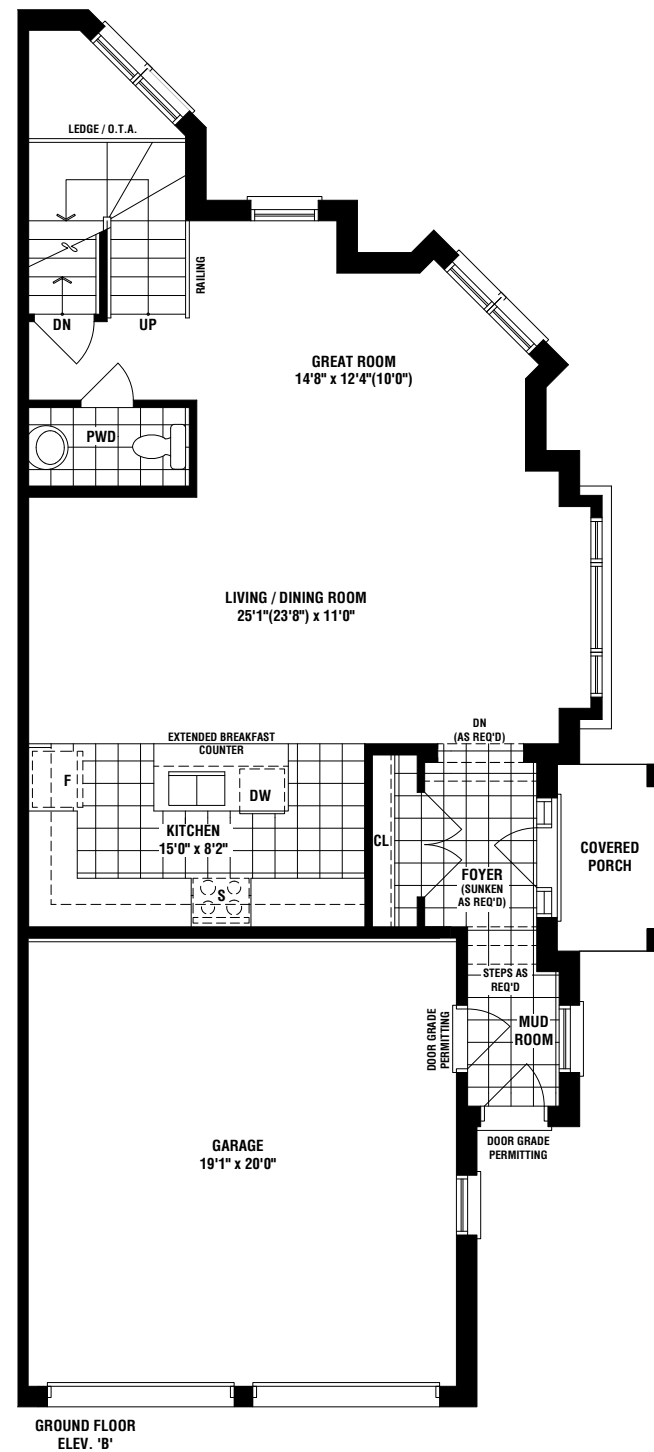 LEDGE / O.T.A.
RAILING
DN
UP
GREAT ROOM
14'8" x 12'4"(10'0")
PWD
LIVING / DINING ROOM
25'1"(23'8") x 11'0"
DN
(AS REQ'D)
EXTENDED BREAKFAST
COUNTER
F
DW
KITCHEN
15'0" x 8'2"
S
CL
FOYER
(SUNKEN
AS REQ'D)
COVERED
PORCH
STEPS AS
REQ'D
MUD
ROOM
DOOR GRADE
PERMITTING
DOOR GRADE
PERMITTING
GARAGE
19'1" x 20'0"
GROUND FLOOR
ELEV. 'B'